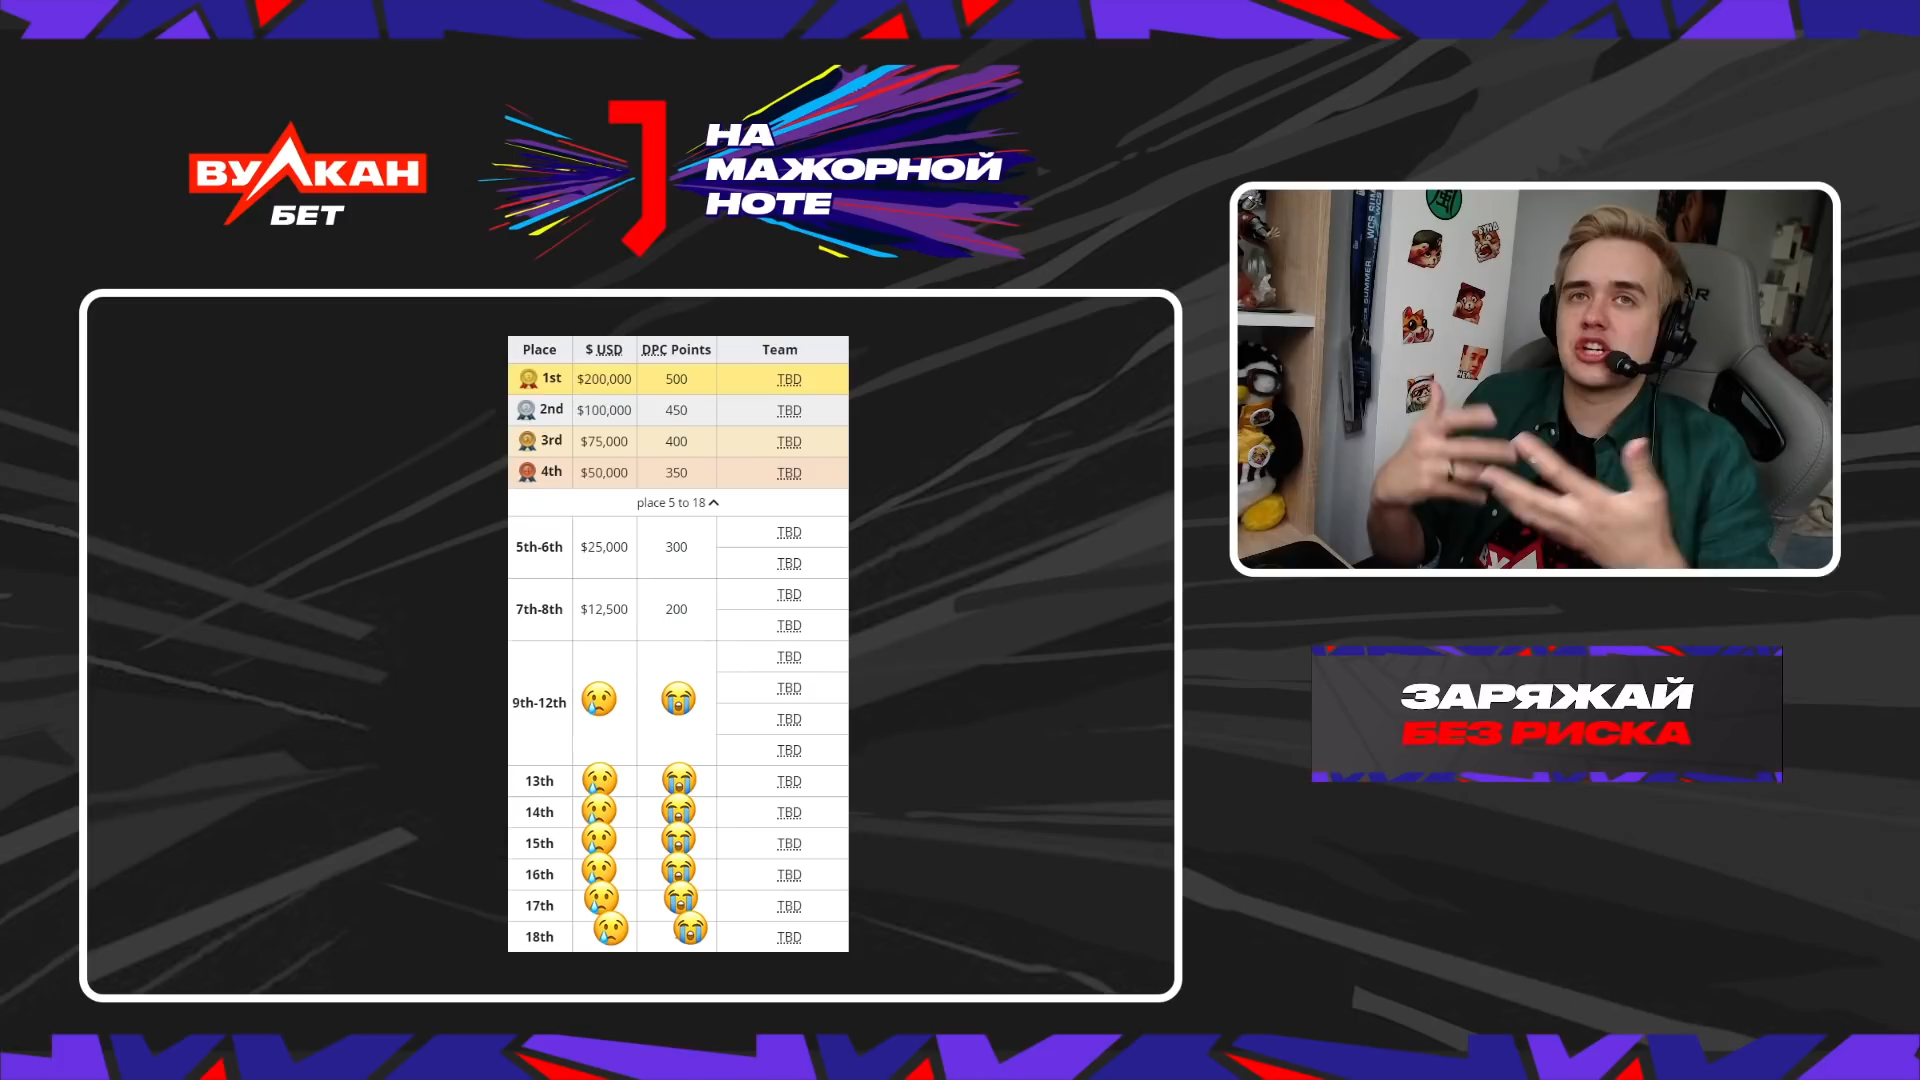 ВУЛКАН
БЕТ
НА
МАЖОРНОЙ
НОТЕ
Place $ USD DPC Points Team
1st $200,000 500 TBD
2nd $100,000 450 TBD
3rd $75,000 400 TBD
4th $50,000 350 TBD
place 5 to 18
5th-6th $25,000 300 TBD
TBD
7th-8th $12,500 200 TBD
TBD
9th-12th TBD
TBD
TBD
TBD
13th TBD
14th TBD
15th TBD
16th TBD
17th TBD
18th TBD
ЗАРЯЖАЙ
БЕЗ РИСКА